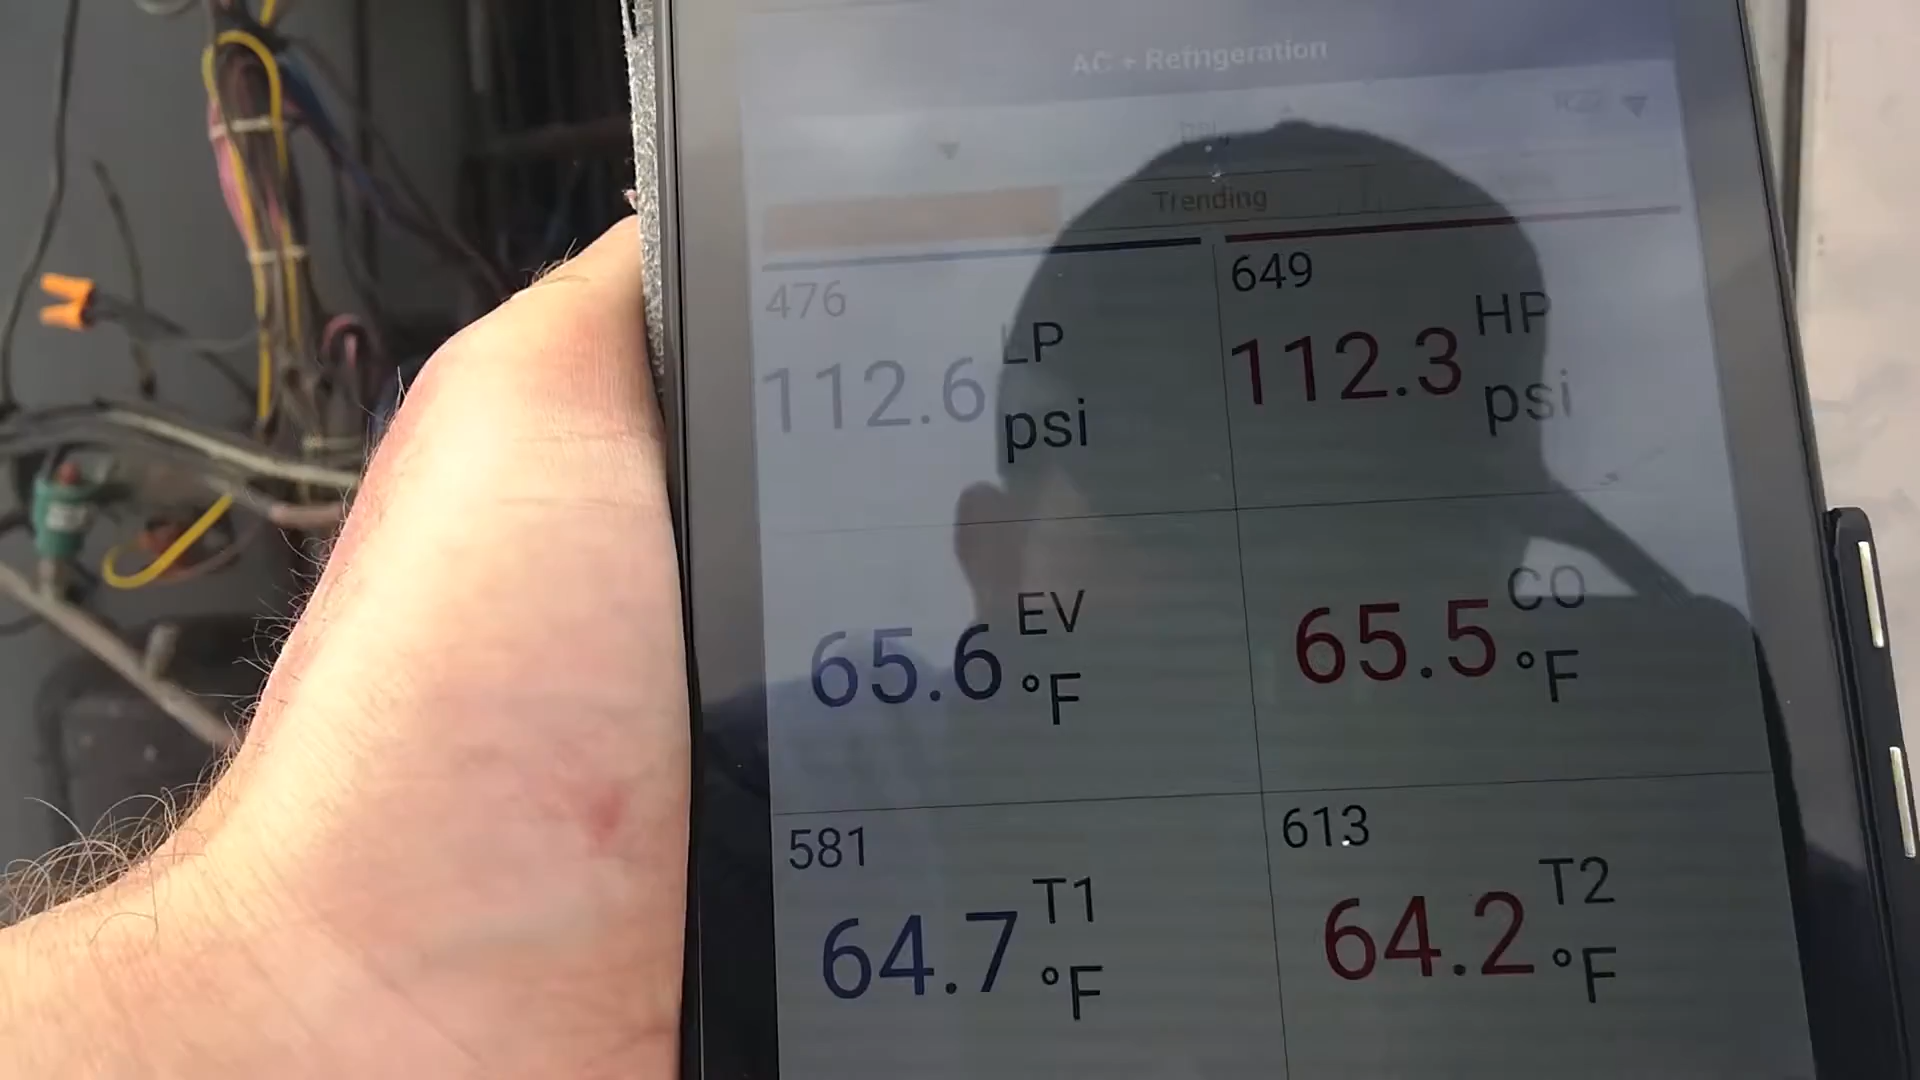 AC + Refrigeration
Trending
476
112.6
LP
psi
649
112.3
HP
psi
65.6
EV
°F
65.5
CO
°F
581
64.7
T1
°F
613
64.2
T2
°F